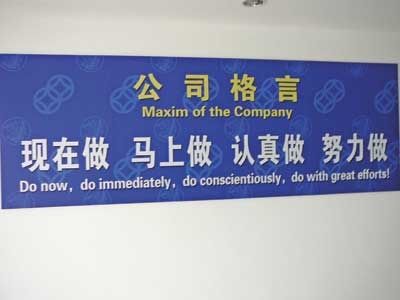 公司格言
Maxim of the Company
现在做 马上做 认真做 努力做
Do now, do immediately, do conscientiously, do with great efforts!